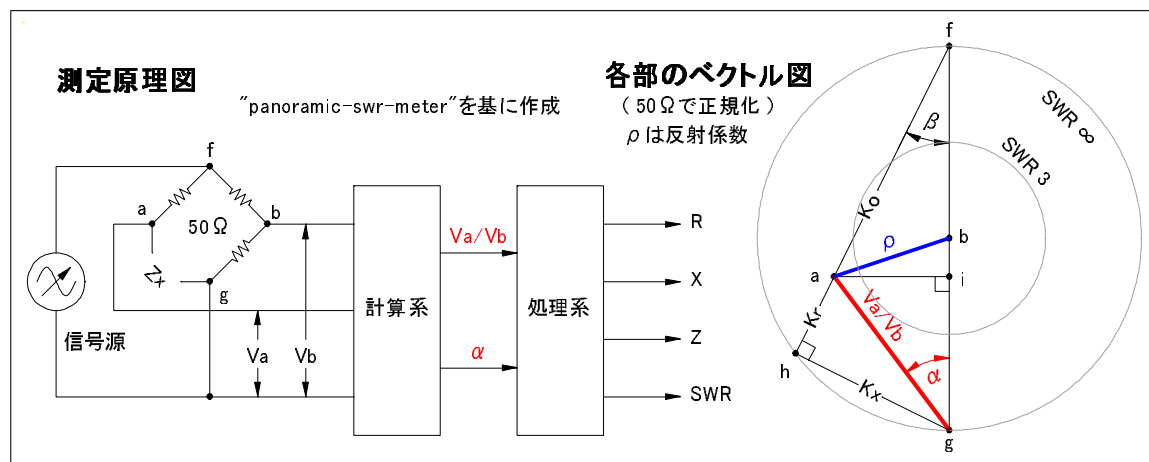 測定原理図
"panoramic-swr-meter"を基に作成
f
a
b
50Ω
Zx
g
信号源
Va
Vb
計算系
Va/Vb
α
処理系
R
X
Z
SWR
各部のベクトル図
( 50Ωで正規化 )
ρは反射係数
f
β
SWR ∞
SWR 3
Ko
ρ
b
a
i
Kr
Va/Vb
h
α
Kx
g